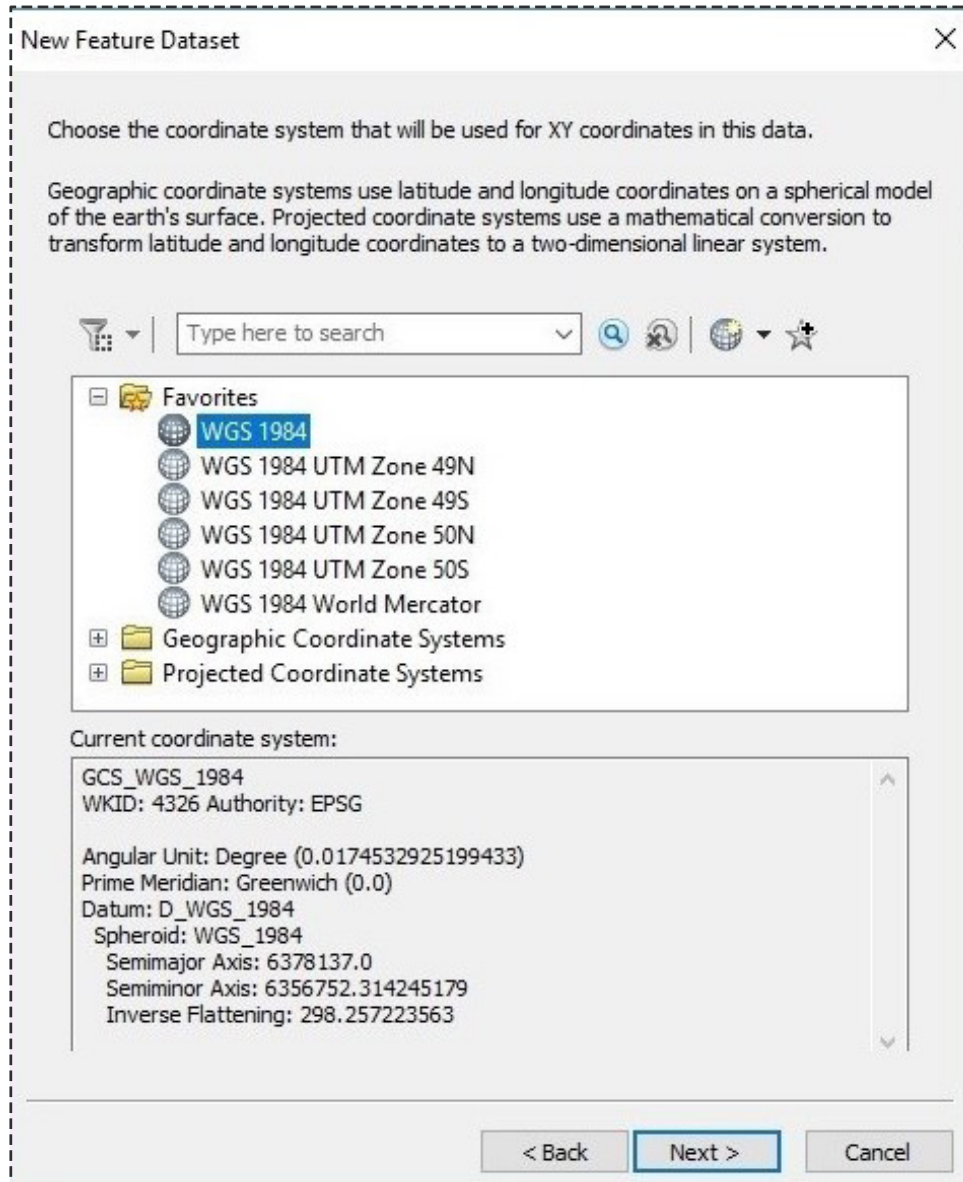 New Feature Dataset
Choose the coordinate system that will be used for XY coordinates in this data.
Geographic coordinate systems use latitude and longitude coordinates on a spherical model
of the earth's surface. Projected coordinate systems use a mathematical conversion to
transform latitude and longitude coordinates to a two-dimensional linear system.
Type here to search
Favorites
WGS 1984
WGS 1984 UTM Zone 49N
WGS 1984 UTM Zone 49S
WGS 1984 UTM Zone 50N
WGS 1984 UTM Zone 50S
WGS 1984 World Mercator
Geographic Coordinate Systems
Projected Coordinate Systems
Current coordinate system:
GCS_WGS_1984
WKID: 4326 Authority: EPSG
Angular Unit: Degree (0.0174532925199433)
Prime Meridian: Greenwich (0.0)
Datum: D_WGS_1984
Spheroid: WGS_1984
Semimajor Axis: 6378137.0
Semiminor Axis: 6356752.314245179
Inverse Flattening: 298.257223563
< Back Next > Cancel